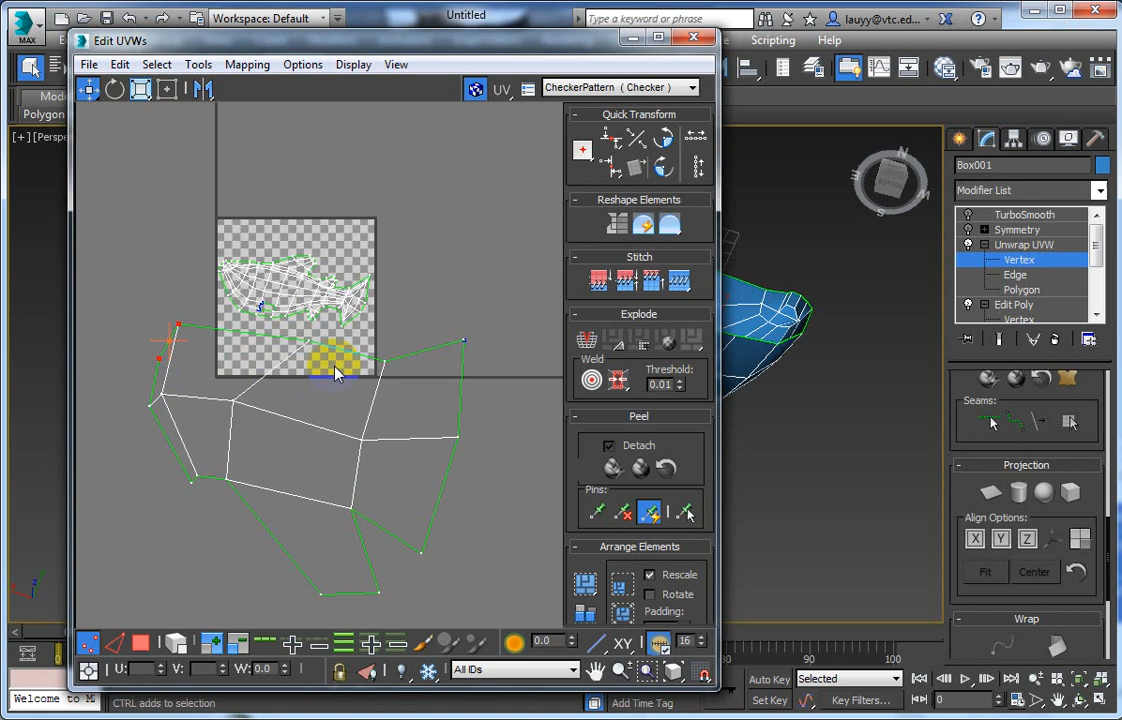 MAX
Workspace: Default
Untitled
Type a keyword or phrase
lauyy@vtc.ed...
Edit UVWs
Scripting
Help
File
Edit
Select
Tools
Mapping
Options
Display
View
Mod
Polygon
UV
CheckerPattern ( Checker )
[+] [Persp
Quick Transform
Reshape Elements
Stitch
Explode
Weld
Threshold:
0.01
Peel
Detach
Pins:
Arrange Elements
Rescale
Rotate
Padding:
N
E
W
S
Box001
Modifier List
TurboSmooth
Symmetry
Unwrap UVW
Vertex
Edge
Polygon
Edit Poly
Vertex
Seams:
Projection
Align Options:
X
Y
Z
Fit
Center
Wrap
z
0.0
XY
16
U:
V:
W:
0.0
All IDs
80
90
100
Welcome to M
CTRL adds to selection
Add Time Tag
Auto Key
Selected
Set Key
Key Filters...
0